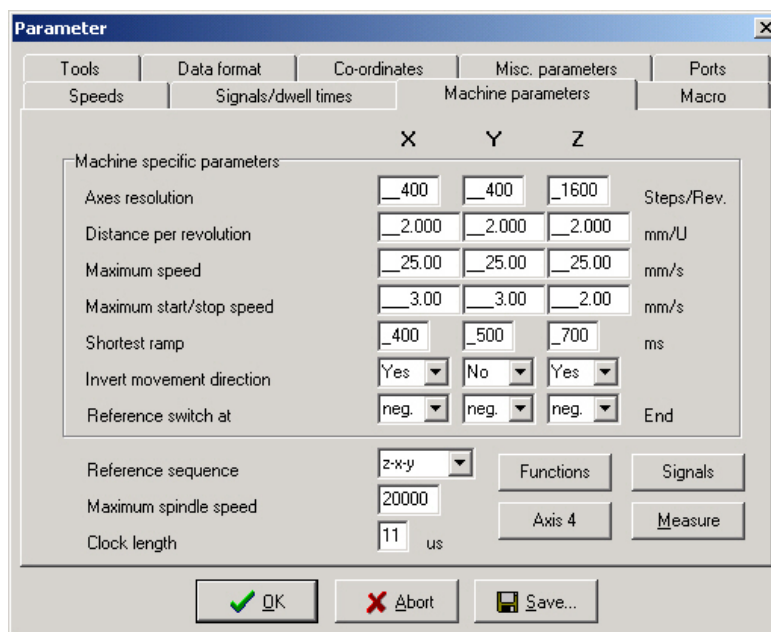 Parameter
Tools Data format Co-ordinates Misc. parameters Ports
Speeds Signals/dwell times Machine parameters Macro
X Y Z
Machine specific parameters
Axes resolution __400 __400 _1600 Steps/Rev.
Distance per revolution __2.000 __2.000 __2.000 mm/U
Maximum speed __25.00 __25.00 __25.00 mm/s
Maximum start/stop speed ___3.00 ___3.00 ___2.00 mm/s
Shortest ramp _400 _500 _700 ms
Invert movement direction Yes No Yes
Reference switch at neg. neg. neg. End
Reference sequence z-x-y Functions Signals
Maximum spindle speed 20000
Axis 4 Measure
Clock length 11 us
OK Abort Save...